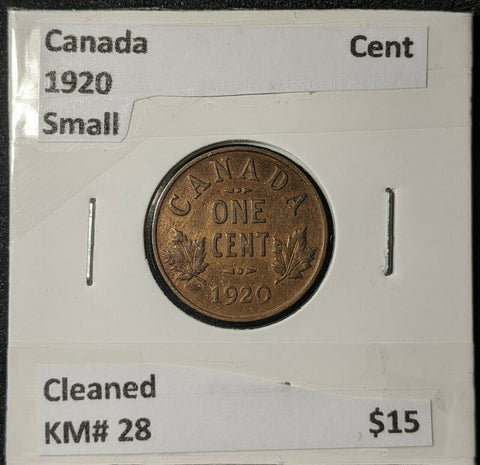 Canada Cent
1920
Small
CANADA
ONE
CENT
1920
Cleaned
KM# 28 $15